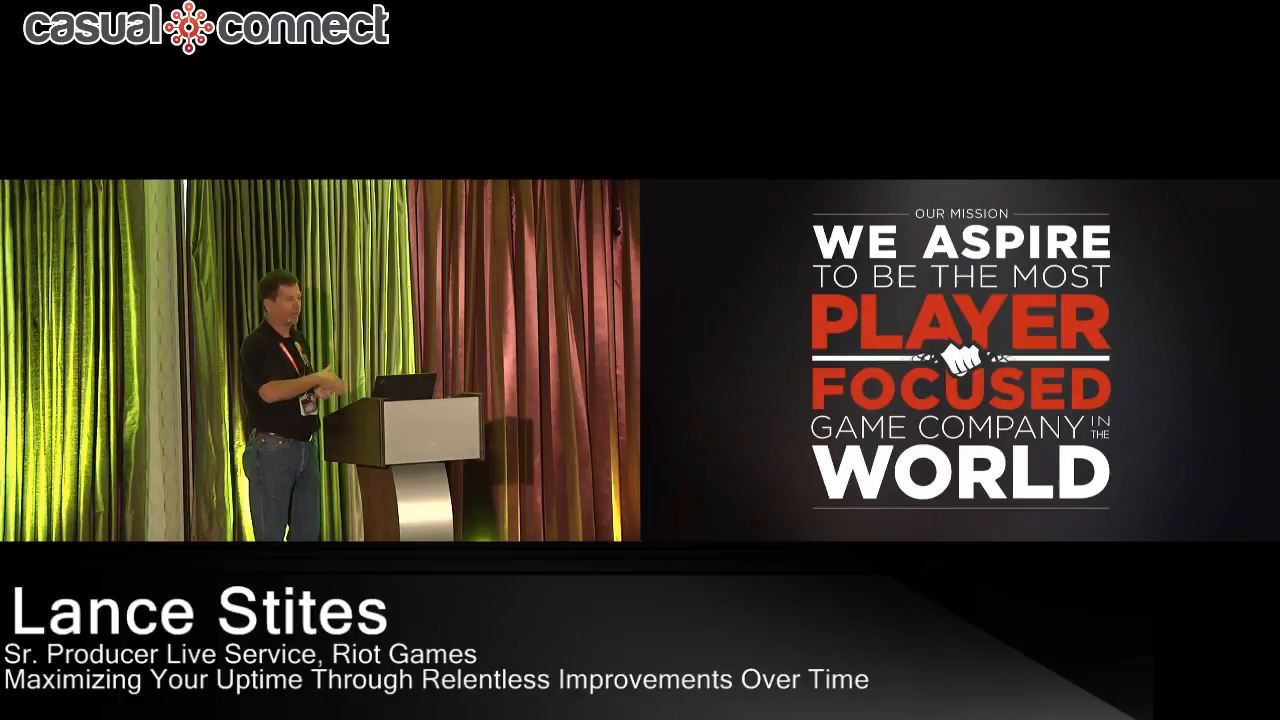 casual connect
OUR MISSION
WE ASPIRE
TO BE THE MOST
PLAYER
FOCUSED
GAME COMPANY IN THE
WORLD
Lance Stites
Sr. Producer Live Service, Riot Games
Maximizing Your Uptime Through Relentless Improvements Over Time